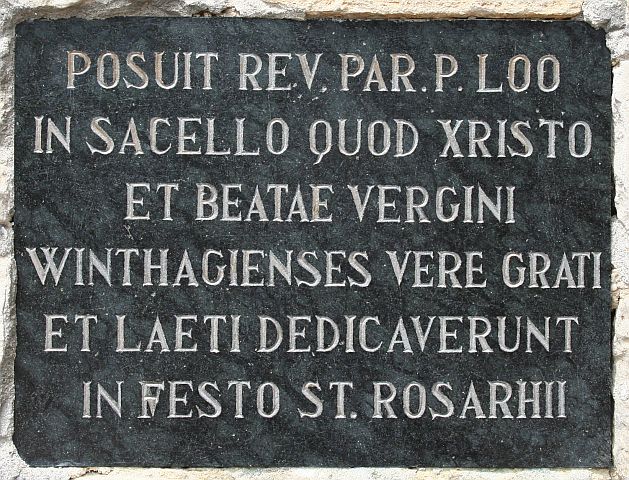 POSUIT REV. PAR. P. LOO
IN SACELLO QUOD XRISTO
ET BEATAE VERGINI
WINTHAGIENSES VERE GRATI
ET LAETI DEDICAVERUNT
IN FESTO ST. ROSARHII